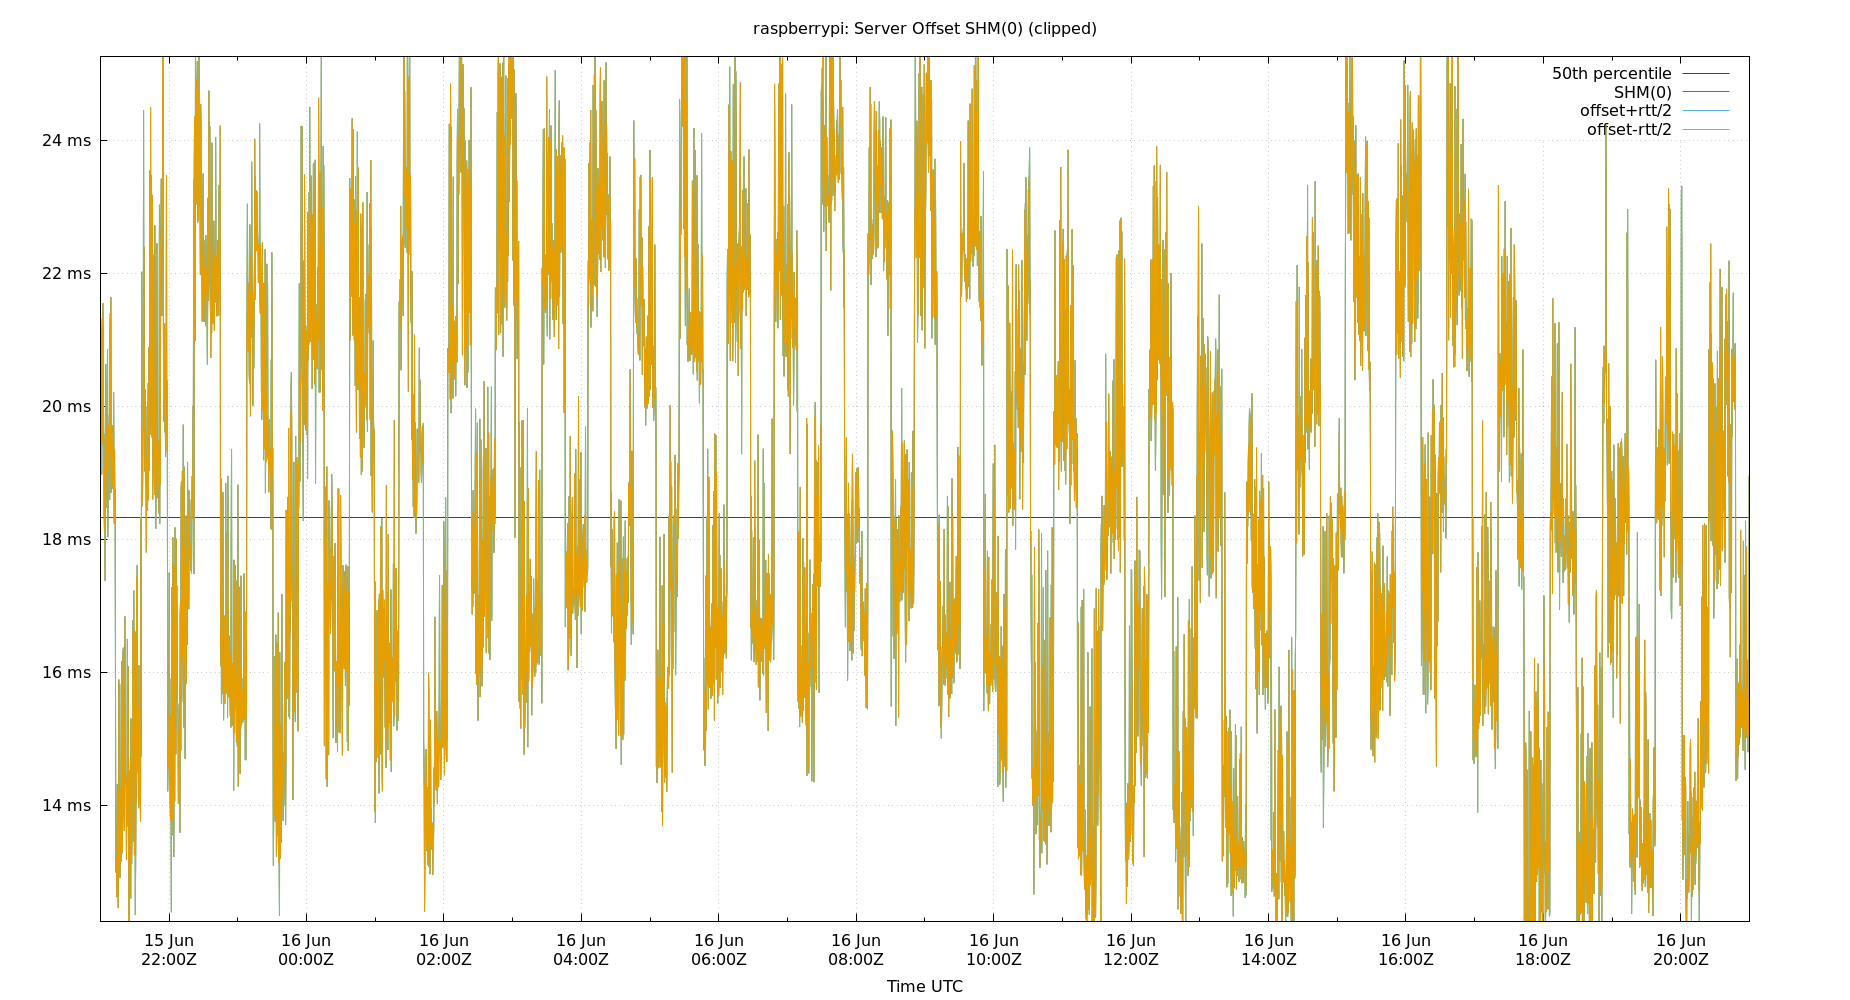 raspberrypi: Server Offset SHM(0) (clipped)
50th percentile
SHM(0)
offset+rtt/2
offset-rtt/2
24 ms
22 ms
20 ms
18 ms
16 ms
14 ms
15 Jun 16 Jun 16 Jun 16 Jun 16 Jun 16 Jun 16 Jun 16 Jun 16 Jun 16 Jun 16 Jun 16 Jun
22:00Z 00:00Z 02:00Z 04:00Z 06:00Z 08:00Z 10:00Z 12:00Z 14:00Z 16:00Z 18:00Z 20:00Z
Time UTC